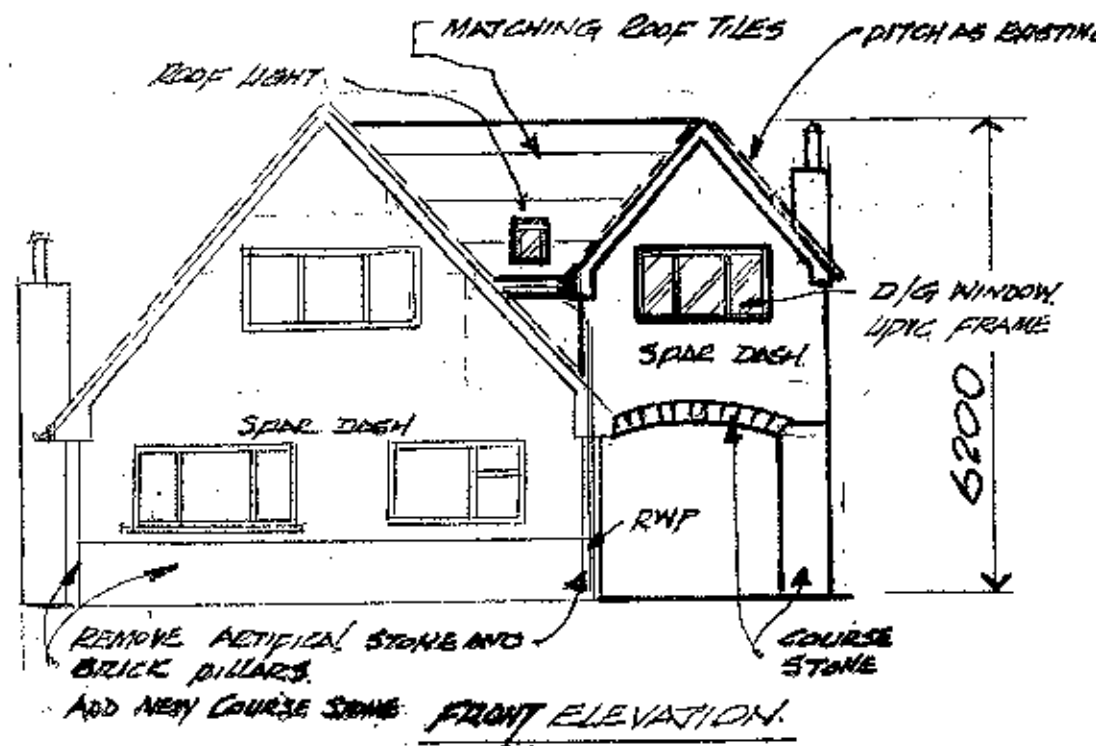 MATCHING ROOF TILES
PITCH AS EXISTING
ROOF LIGHT
D/G WINDOW.
UPVC FRAME
SPAR DASH.
SPAR DASH
6200
RWP
REMOVE ARTIFICAL STONE AND
BRICK PILLARS.
ADD NEW COURSE STONE
COURSE
STONE
FRONT ELEVATION.